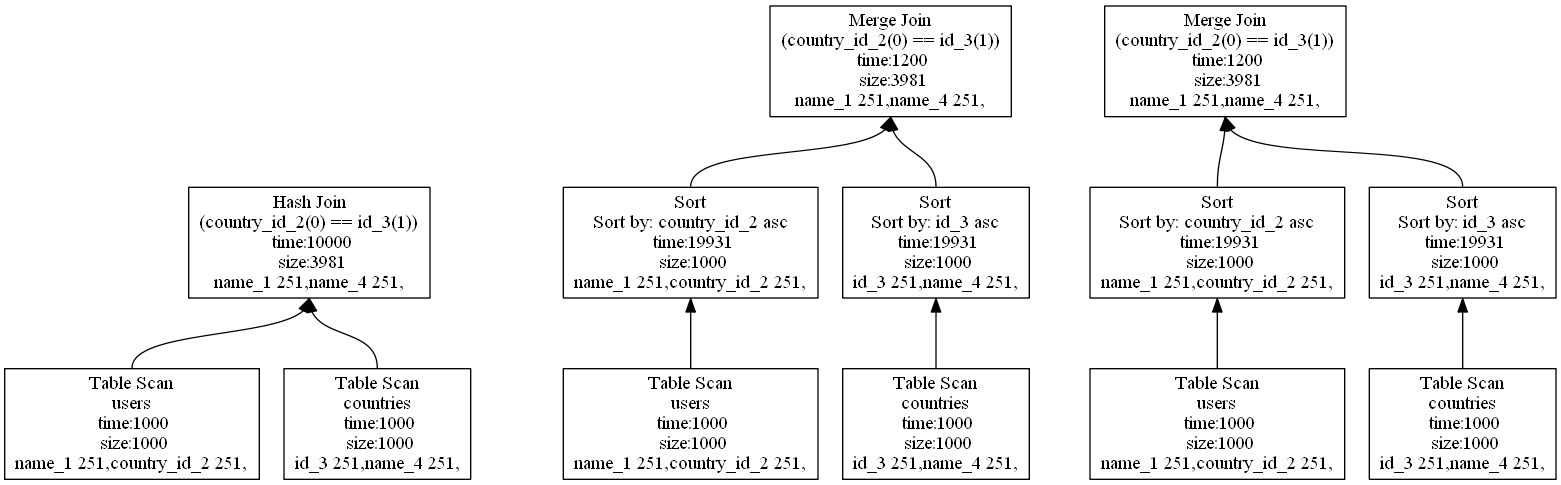 Merge Join
(country_id_2(0) == id_3(1))
time:1200
size:3981
name_1 251,name_4 251,
Merge Join
(country_id_2(0) == id_3(1))
time:1200
size:3981
name_1 251,name_4 251,
Hash Join
(country_id_2(0) == id_3(1))
time:10000
size:3981
name_1 251,name_4 251,
Sort
Sort by: country_id_2 asc
time:19931
size:1000
name_1 251,country_id_2 251,
Sort
Sort by: id_3 asc
time:19931
size:1000
id_3 251,name_4 251,
Sort
Sort by: country_id_2 asc
time:19931
size:1000
name_1 251,country_id_2 251,
Sort
Sort by: id_3 asc
time:19931
size:1000
id_3 251,name_4 251,
Table Scan
users
time:1000
size:1000
name_1 251,country_id_2 251,
Table Scan
countries
time:1000
size:1000
id_3 251,name_4 251,
Table Scan
users
time:1000
size:1000
name_1 251,country_id_2 251,
Table Scan
countries
time:1000
size:1000
id_3 251,name_4 251,
Table Scan
users
time:1000
size:1000
name_1 251,country_id_2 251,
Table Scan
countries
time:1000
size:1000
id_3 251,name_4 251,